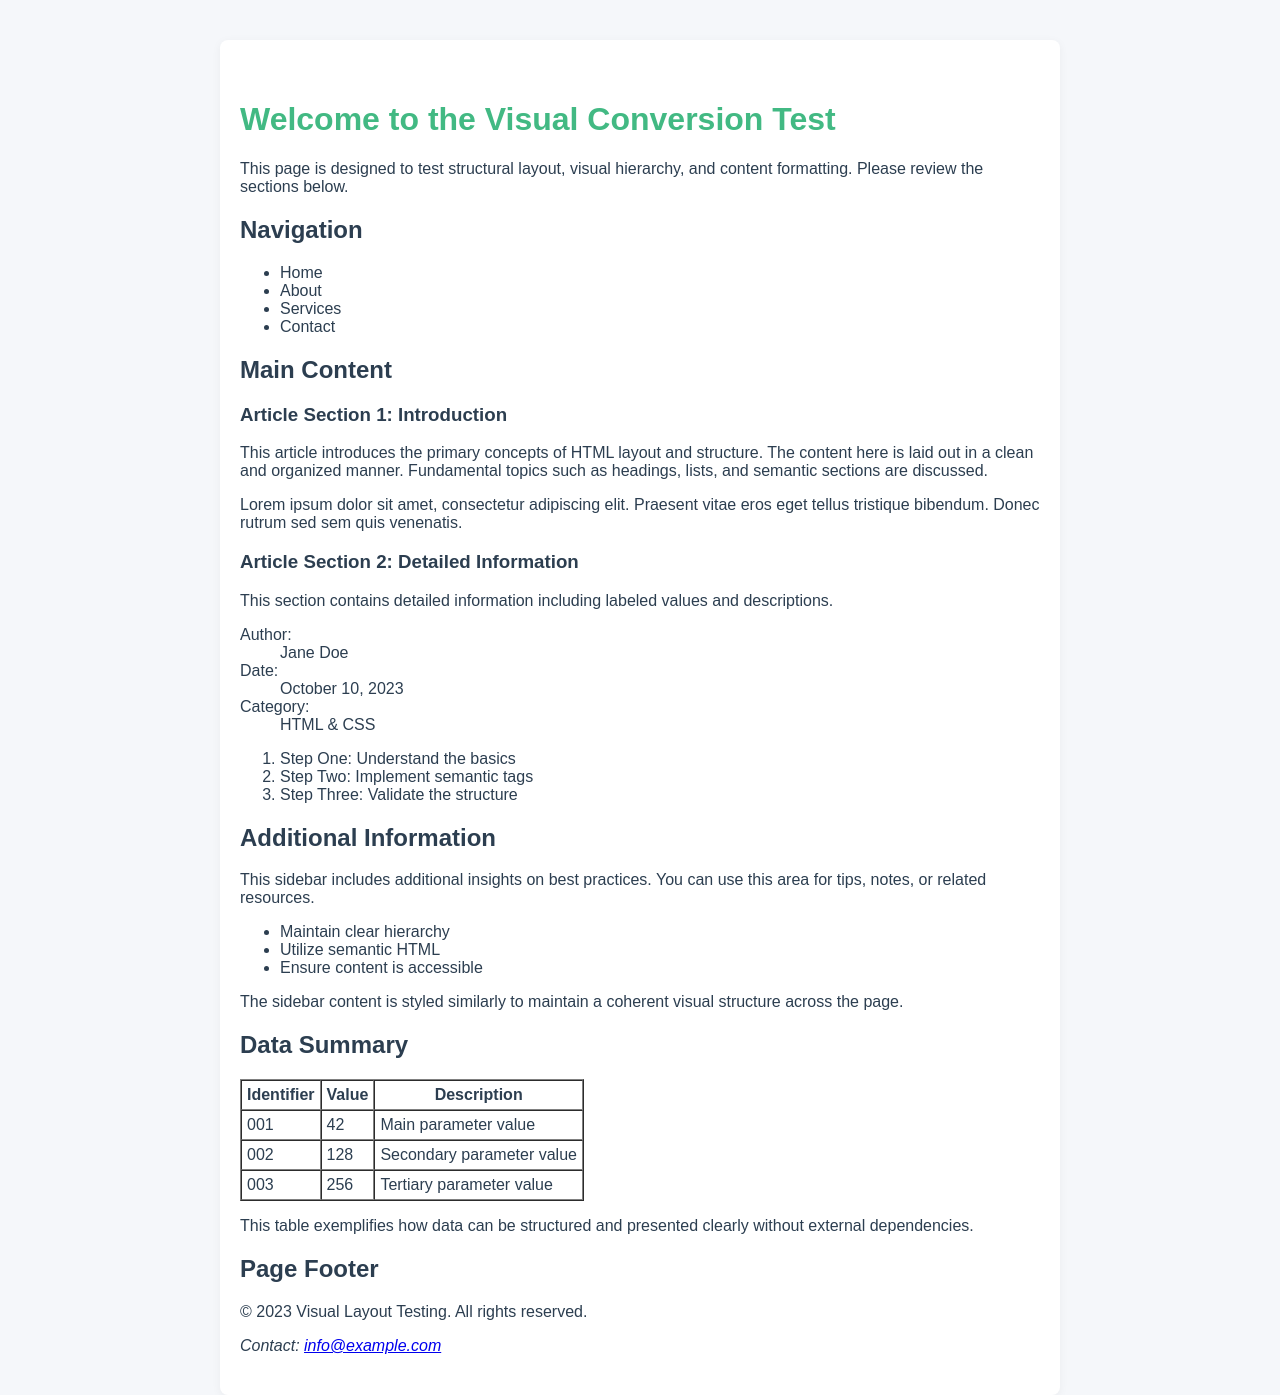 Welcome to the Visual Conversion Test
This page is designed to test structural layout, visual hierarchy, and content formatting. Please review the
sections below.
Navigation
Home
About
Services
Contact
Main Content
Article Section 1: Introduction
This article introduces the primary concepts of HTML layout and structure. The content here is laid out in a clean
and organized manner. Fundamental topics such as headings, lists, and semantic sections are discussed.
Lorem ipsum dolor sit amet, consectetur adipiscing elit. Praesent vitae eros eget tellus tristique bibendum. Donec
rutrum sed sem quis venenatis.
Article Section 2: Detailed Information
This section contains detailed information including labeled values and descriptions.
Author:
Jane Doe
Date:
October 10, 2023
Category:
HTML & CSS
1. Step One: Understand the basics
2. Step Two: Implement semantic tags
3. Step Three: Validate the structure
Additional Information
This sidebar includes additional insights on best practices. You can use this area for tips, notes, or related
resources.
Maintain clear hierarchy
Utilize semantic HTML
Ensure content is accessible
The sidebar content is styled similarly to maintain a coherent visual structure across the page.
Data Summary
Identifier Value Description
001 42 Main parameter value
002 128 Secondary parameter value
003 256 Tertiary parameter value
This table exemplifies how data can be structured and presented clearly without external dependencies.
Page Footer
© 2023 Visual Layout Testing. All rights reserved.
Contact: info@example.com